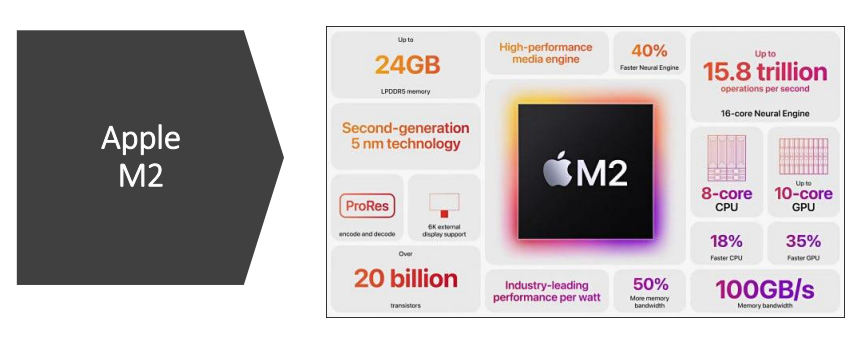 Apple
M2
Up to
24GB
LPDDR5 memory
High-performance
media engine
40%
Faster Neural Engine
Up to
15.8 trillion
operations per second
16-core Neural Engine
Second-generation
5 nm technology
M2
8-core
CPU
Up to
10-core
GPU
ProRes
encode and decode
6K external
display support
18%
Faster CPU
35%
Faster GPU
Over
20 billion
transistors
Industry-leading
performance per watt
50%
More memory
bandwidth
100GB/s
Memory bandwidth